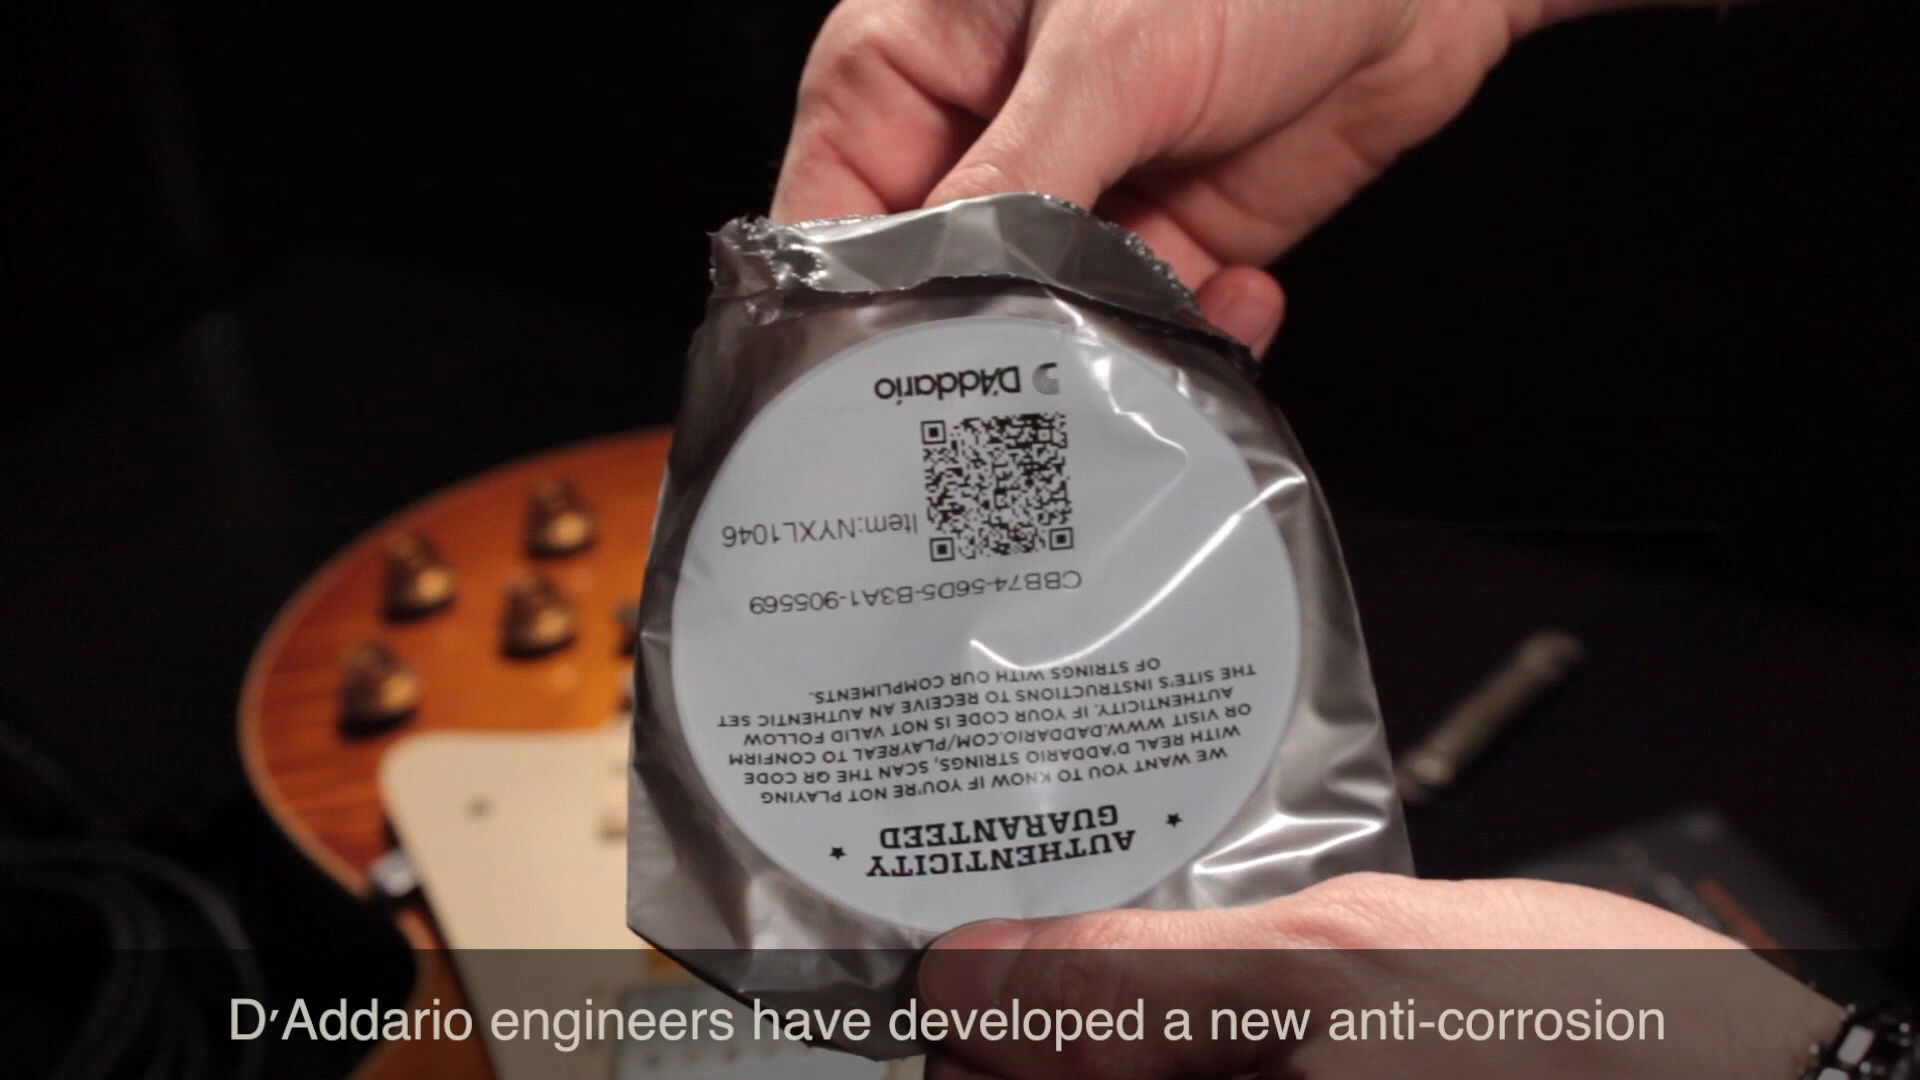 AUTHENTICITY
GUARANTEED
WE WANT YOU TO KNOW IF YOU'RE NOT PLAYING
WITH REAL D'ADDARIO STRINGS, SCAN THE QR CODE
OR VISIT WWW.DADDARIO.COM/PLAYREAL TO CONFIRM
AUTHENTICITY. IF YOUR CODE IS NOT VALID FOLLOW
THE SITE'S INSTRUCTIONS TO RECEIVE AN AUTHENTIC SET
OF STRINGS WITH OUR COMPLIMENTS.
CBB74-56D5-B3A1-905569
Item:NYXL1046
D'Addario
D'Addario engineers have developed a new anti-corrosion